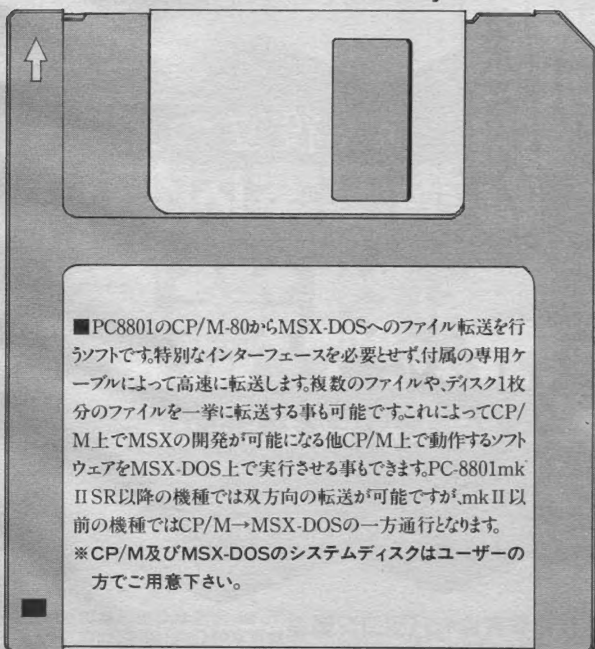 ■PC8801のCP/M-80からMSX-DOSへのファイル転送を行
うソフトです。特別なインターフェースを必要とせず、付属の専用ケ
ーブルによって高速に転送します。複数のファイルや、ディスク1枚
分のファイルを一挙に転送する事も可能です。これによってCP/
M上でMSXの開発が可能になる他CP/M上で動作するソフト
ウェアをMSX-DOS上で実行させる事もできます。PC-8801mk
II SR以降の機種では双方向の転送が可能ですが、mkII以
前の機種ではCP/M→MSX-DOSの一方通行となります。
※CP/M及びMSX-DOSのシステムディスクはユーザーの
方でご用意下さい。